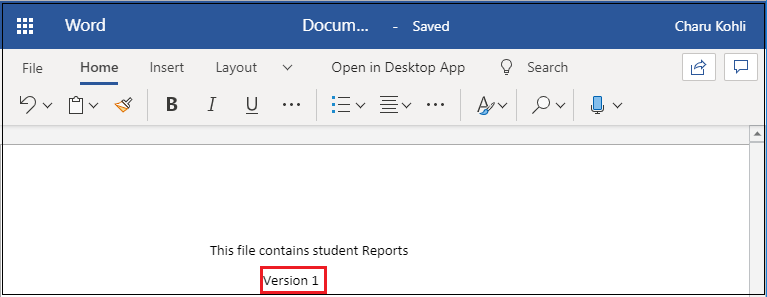 Word Docum... - Saved Charu Kohli
File Home Insert Layout Open in Desktop App Search
B I U ... ...
This file contains student Reports
Version 1